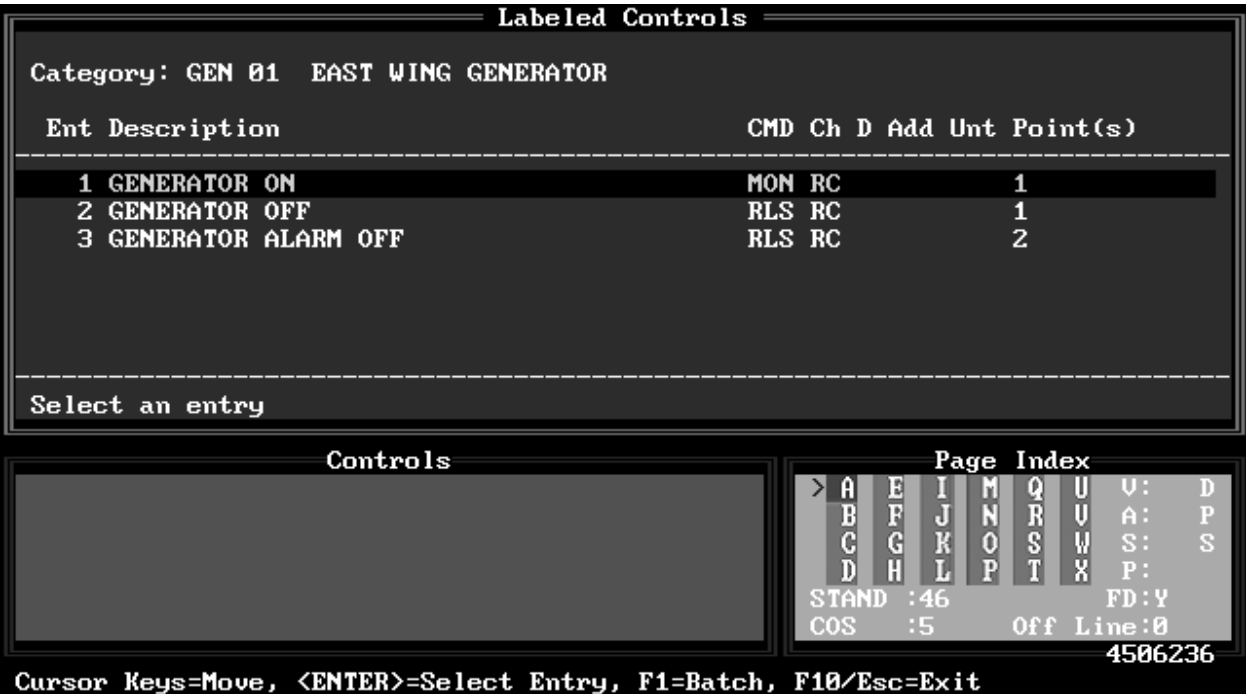 Labeled Controls
Category: GEN 01 EAST WING GENERATOR
Ent Description CMD Ch D Add Unt Point(s)
1 GENERATOR ON MON RC 1
2 GENERATOR OFF RLS RC 1
3 GENERATOR ALARM OFF RLS RC 2
Select an entry
Controls
Page Index
> A E I M Q U V: D
B F J N R V A: P
C G K O S W S: S
D H L P T X P:
STAND :46 FD:Y
COS :5 Off Line:0
4506236
Cursor Keys=Move, <ENTER>=Select Entry, F1=Batch, F10/Esc=Exit